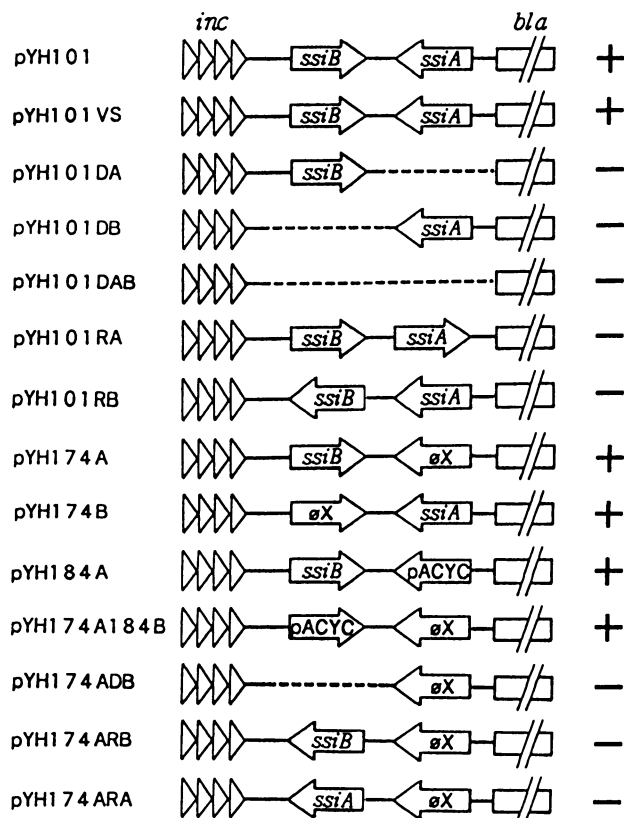 inc bla
pYH101 ssiB ssiA +
pYH101VS ssiB ssiA +
pYH101DA ssiB −
pYH101DB ssiA −
pYH101DAB −
pYH101RA ssiB ssiA −
pYH101RB ssiB ssiA −
pYH174A ssiB øX +
pYH174B øX ssiA +
pYH184A ssiB pACYC +
pYH174A184B pACYC øX +
pYH174ADB øX −
pYH174ARB ssiB øX −
pYH174ARA ssiA øX −